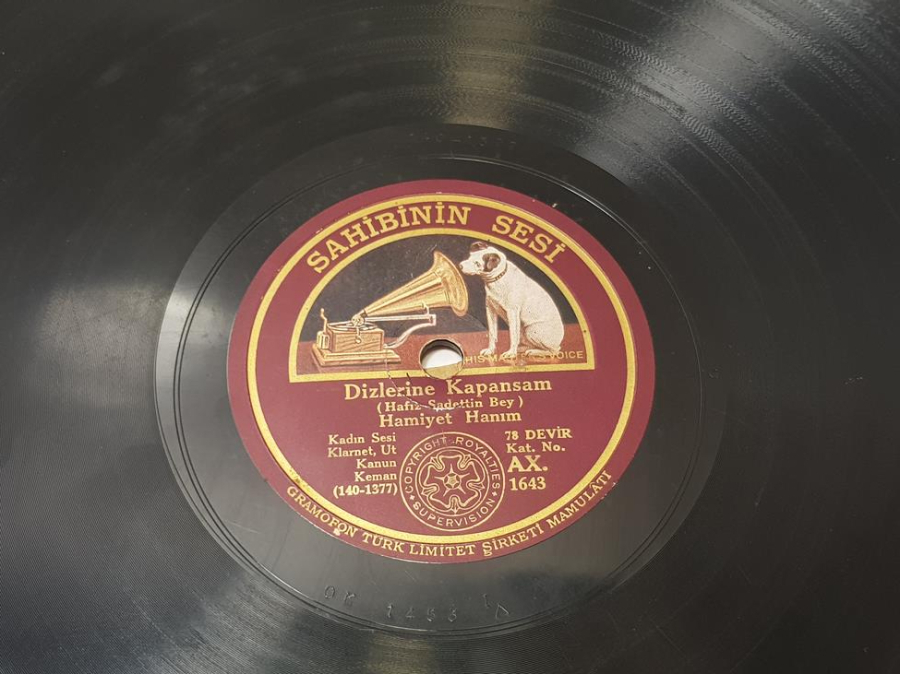 SAHİBİNİN SESİ
HIS MASTER'S VOICE
Dizlerine Kapansam
(Hafız Sadettin Bey)
Hamiyet Hanım
Kadın Sesi
Klarnet, Ut
Kanun
Keman
(140-1377)
COPYRIGHT·ROYALTIES
SUPERVISION
78 DEVİR
Kat. No.
AX.
1643
GRAMOFON TÜRK LİMİTET ŞİRKETİ MAMULATI